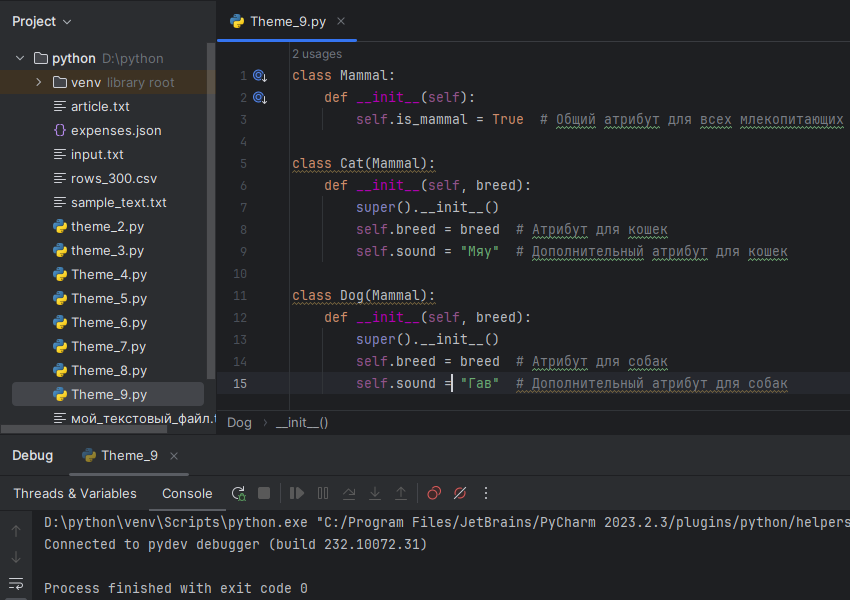 Project
Theme_9.py
python D:\python
venv library root
article.txt
expenses.json
input.txt
rows_300.csv
sample_text.txt
theme_2.py
theme_3.py
Theme_4.py
Theme_5.py
Theme_6.py
Theme_7.py
Theme_8.py
Theme_9.py
мой_текстовый_файл.t
2 usages
1 class Mammal:
2 def __init__(self):
3 self.is_mammal = True # Общий атрибут для всех млекопитающих
4
5 class Cat(Mammal):
6 def __init__(self, breed):
7 super().__init__()
8 self.breed = breed # Атрибут для кошек
9 self.sound = "Мяу" # Дополнительный атрибут для кошек
10
11 class Dog(Mammal):
12 def __init__(self, breed):
13 super().__init__()
14 self.breed = breed # Атрибут для собак
15 self.sound = "Гав" # Дополнительный атрибут для собак
Dog › __init__()
Debug Theme_9
Threads & Variables Console
D:\python\venv\Scripts\python.exe "C:/Program Files/JetBrains/PyCharm 2023.2.3/plugins/python/helpers
Connected to pydev debugger (build 232.10072.31)
Process finished with exit code 0